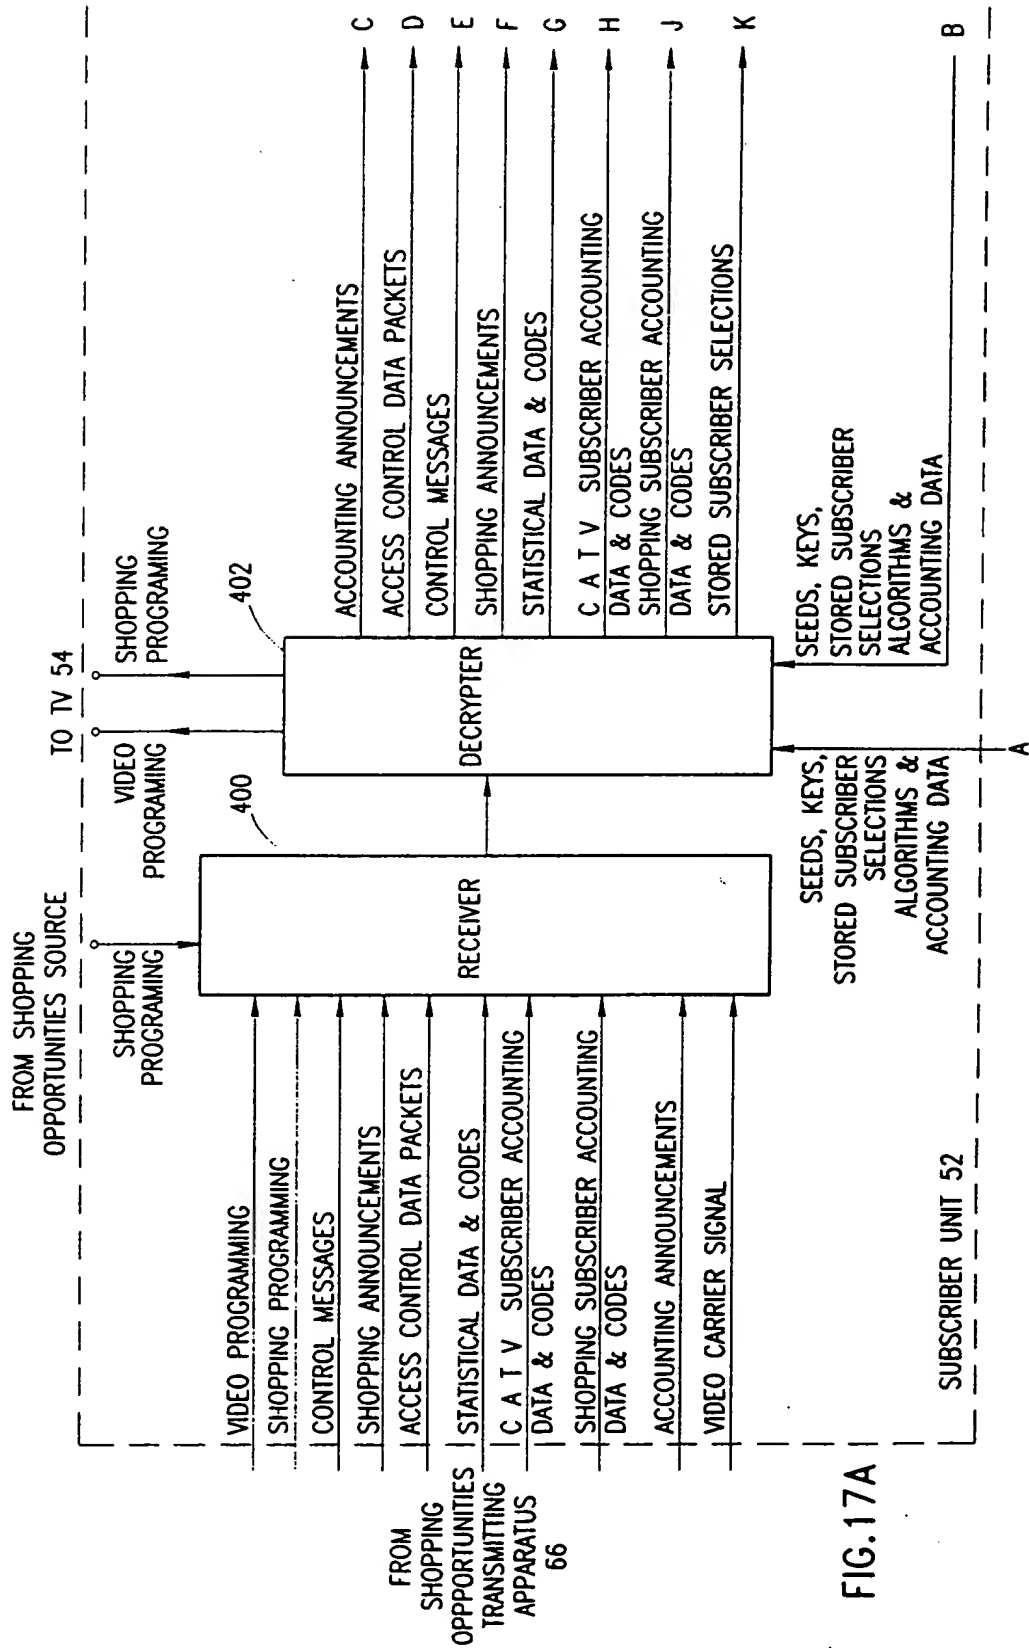 FROM SHOPPING
OPPORTUNITIES SOURCE
TO TV 54
SHOPPING
PROGRAMING
VIDEO
PROGRAMING
SHOPPING
PROGRAMING
400
402
RECEIVER
DECRYPTER
VIDEO PROGRAMMING
SHOPPING PROGRAMMING
CONTROL MESSAGES
SHOPPING ANNOUNCEMENTS
ACCESS CONTROL DATA PACKETS
STATISTICAL DATA & CODES
C A T V SUBSCRIBER ACCOUNTING
DATA & CODES
SHOPPING SUBSCRIBER ACCOUNTING
DATA & CODES
ACCOUNTING ANNOUNCEMENTS
VIDEO CARRIER SIGNAL
FROM
SHOPPING
OPPPORTUNITIES
TRANSMITTING
APPARATUS
66
ACCOUNTING ANNOUNCEMENTS
C
ACCESS CONTROL DATA PACKETS
D
CONTROL MESSAGES
E
SHOPPING ANNOUNCEMENTS
F
STATISTICAL DATA & CODES
G
C A T V SUBSCRIBER ACCOUNTING
DATA & CODES
H
SHOPPING SUBSCRIBER ACCOUNTING
DATA & CODES
J
STORED SUBSCRIBER SELECTIONS
K
SEEDS, KEYS,
STORED SUBSCRIBER
SELECTIONS
ALGORITHMS &
ACCOUNTING DATA
A
SEEDS, KEYS,
STORED SUBSCRIBER
SELECTIONS
ALGORITHMS &
ACCOUNTING DATA
B
SUBSCRIBER UNIT 52
FIG.17A